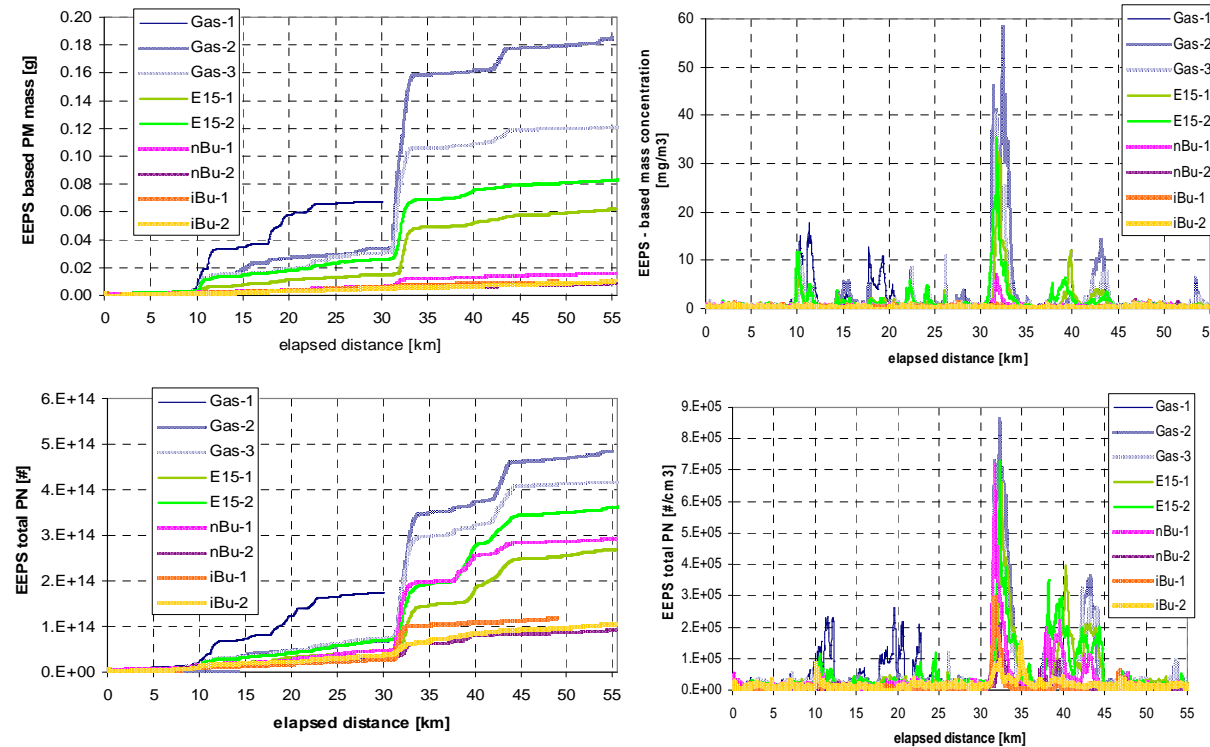 EEPS based PM mass [g]
0.20
0.18
0.16
0.14
0.12
0.10
0.08
0.06
0.04
0.02
0.00
Gas-1
Gas-2
Gas-3
E15-1
E15-2
nBu-1
nBu-2
iBu-1
iBu-2
0 5 10 15 20 25 30 35 40 45 50 55
elapsed distance [km]
EEPS - based mass concentration
[mg/m3]
60
50
40
30
20
10
0
Gas-1
Gas-2
Gas-3
E15-1
E15-2
nBu-1
nBu-2
iBu-1
iBu-2
0 5 10 15 20 25 30 35 40 45 50 55
elapsed distance [km]
EEPS total PN [#]
6.E+14
5.E+14
4.E+14
3.E+14
2.E+14
1.E+14
0.E+00
Gas-1
Gas-2
Gas-3
E15-1
E15-2
nBu-1
nBu-2
iBu-1
iBu-2
0 5 10 15 20 25 30 35 40 45 50 55
elapsed distance [km]
EEPS total PN [#/cm3]
9.E+05
8.E+05
7.E+05
6.E+05
5.E+05
4.E+05
3.E+05
2.E+05
1.E+05
0.E+00
Gas-1
Gas-2
Gas-3
E15-1
E15-2
nBu-1
nBu-2
iBu-1
iBu-2
0 5 10 15 20 25 30 35 40 45 50 55
elapsed distance [km]